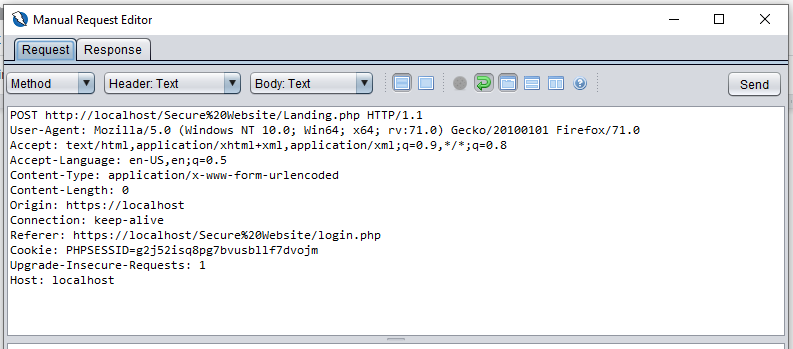 Manual Request Editor
Request Response
Method Header: Text Body: Text Send
POST http://localhost/Secure%20Website/Landing.php HTTP/1.1
User-Agent: Mozilla/5.0 (Windows NT 10.0; Win64; x64; rv:71.0) Gecko/20100101 Firefox/71.0
Accept: text/html,application/xhtml+xml,application/xml;q=0.9,*/*;q=0.8
Accept-Language: en-US,en;q=0.5
Content-Type: application/x-www-form-urlencoded
Content-Length: 0
Origin: https://localhost
Connection: keep-alive
Referer: https://localhost/Secure%20Website/login.php
Cookie: PHPSESSID=g2j52isq8pg7bvusbllf7dvojm
Upgrade-Insecure-Requests: 1
Host: localhost